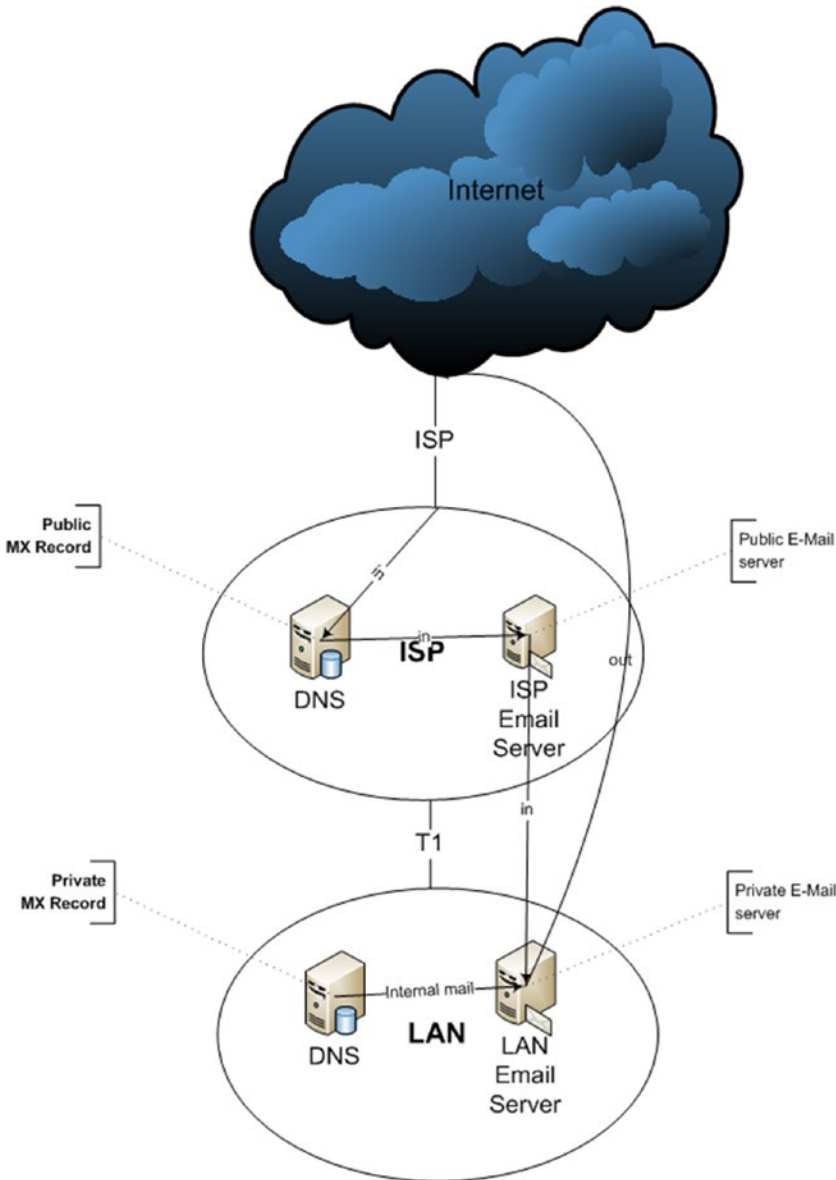 Internet
ISP
Public
MX Record
Public E-Mail
server
in
in
ISP
out
DNS
ISP
Email
Server
in
T1
Private
MX Record
Private E-Mail
server
Internal mail
LAN
DNS
LAN
Email
Server